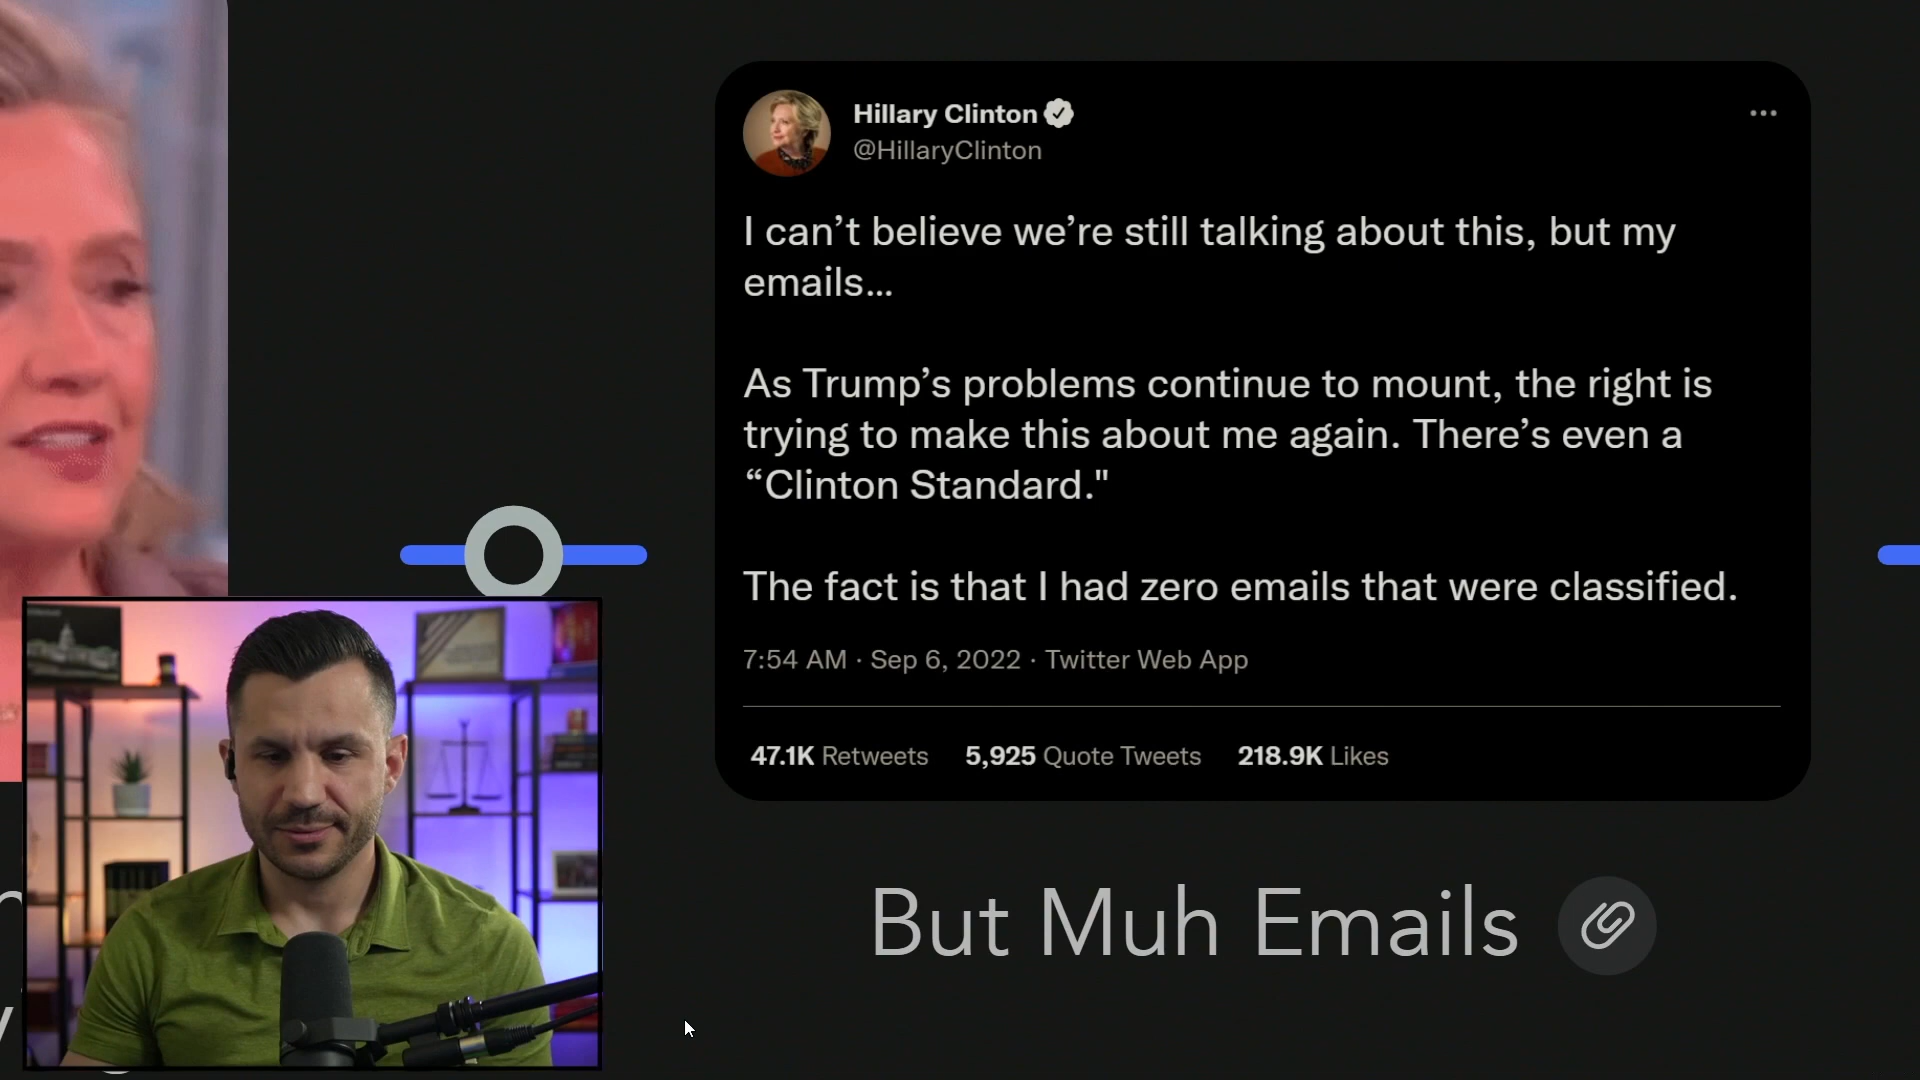 Hillary Clinton
@HillaryClinton
I can’t believe we’re still talking about this, but my
emails...
As Trump’s problems continue to mount, the right is
trying to make this about me again. There’s even a
“Clinton Standard."
The fact is that I had zero emails that were classified.
7:54 AM · Sep 6, 2022 · Twitter Web App
47.1K Retweets 5,925 Quote Tweets 218.9K Likes
But Muh Emails